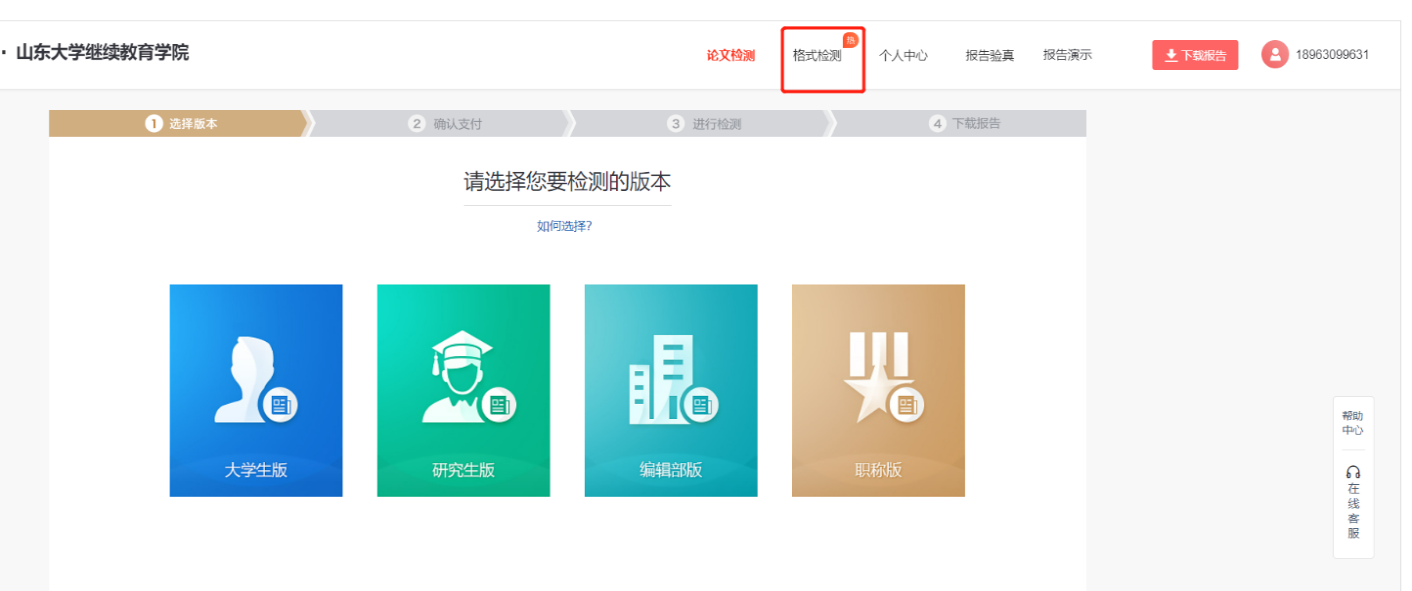 · 山东大学继续教育学院
论文检测
格式检测
个人中心
报告验真
报告演示
下载报告
18963099631
1 选择版本
2 确认支付
3 进行检测
4 下载报告
请选择您要检测的版本
如何选择?
大学生版
研究生版
编辑部版
职称版
帮助
中心
在
线
客
服